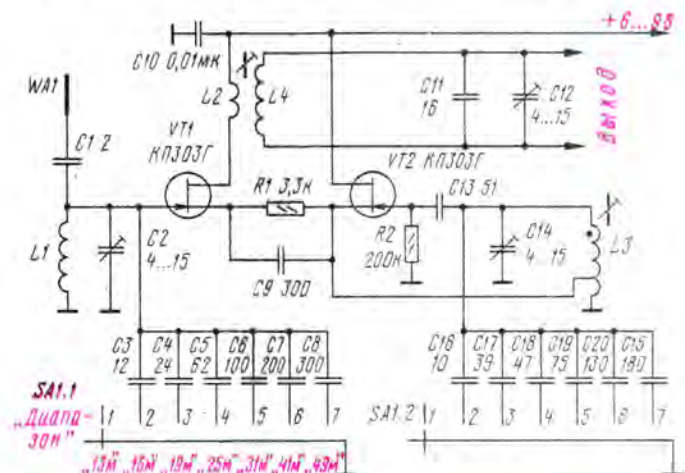 +6...9В
C10 0,01мк
WA1
L2
L4
C11
16
C12
4...15
ВЫХОД
C1 2
VT1
КП303Г
VT2 КП303Г
R1 3,3к
C13 51
L1
C2
4...15
R2
200к
C14
4...15
L3
C9 300
C3
12
C4
24
C5
62
C6
100
C7
200
C8
300
C16
10
C17
39
C18
47
C19
75
C20
130
C15
180
SA1.1
„Диапа-
зон"
1 2 3 4 5 6 7
SA1.2
1 2 3 4 5 6 7
„13м" „16м" „19м" „25м" „31м" „41м" „49м"